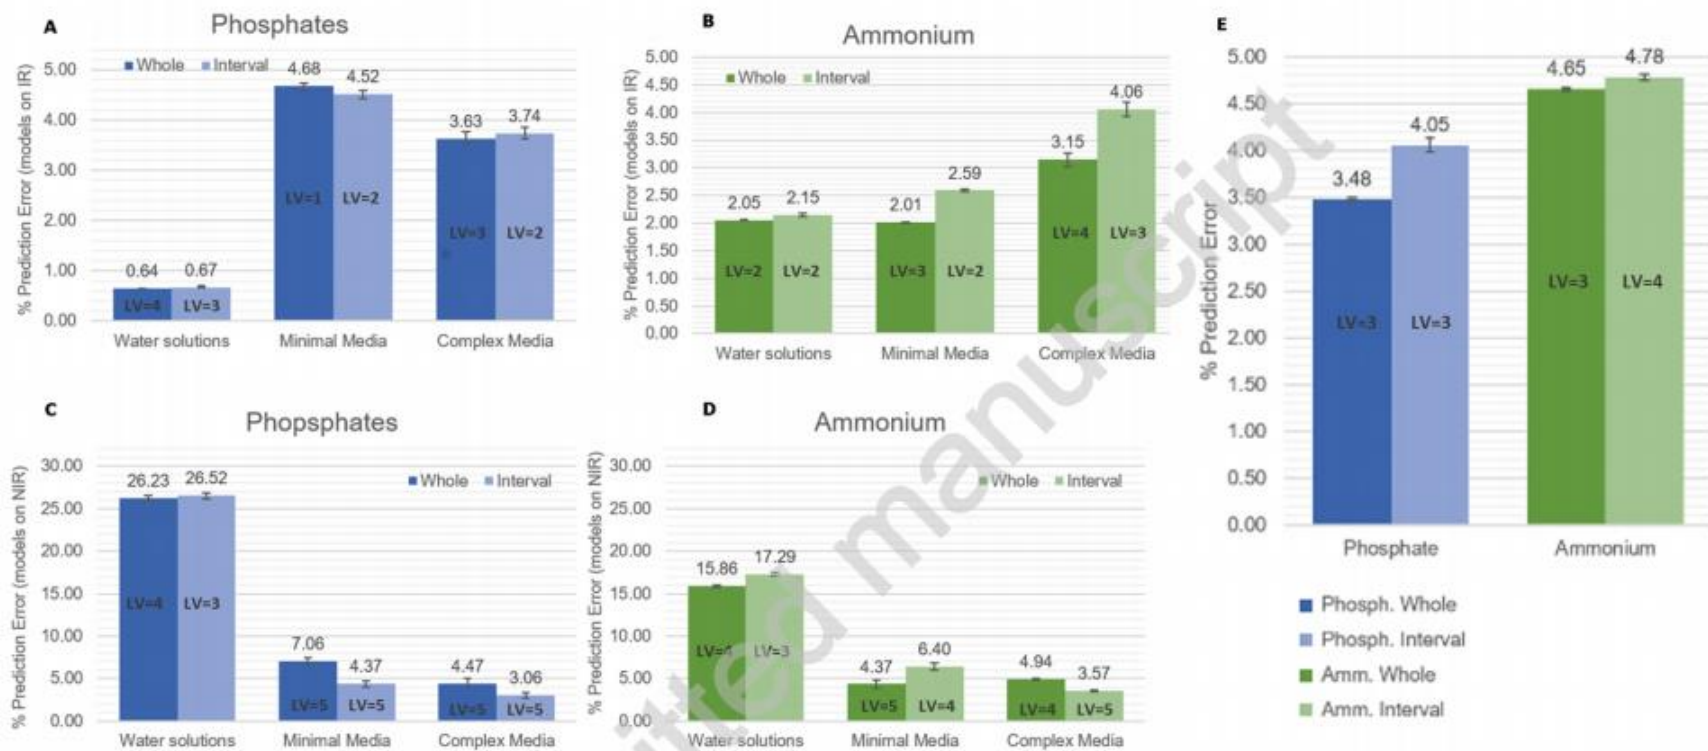 A
Phosphates
% Prediction Error (models on IR)
Whole Interval
5.00
4.00
3.00
2.00
1.00
0.00
0.64 0.67
4.68 4.52
3.63 3.74
LV=4 LV=3
LV=1 LV=2
LV=3 LV=2
Water solutions Minimal Media Complex Media
B
Ammonium
% Prediction Error (models on IR)
Whole Interval
5.00
4.50
4.00
3.50
3.00
2.50
2.00
1.50
1.00
0.50
0.00
2.05 2.15
2.01 2.59
3.15 4.06
LV=2 LV=2
LV=3 LV=2
LV=4 LV=3
Water solutions Minimal Media Complex Media
C
Phopsphates
% Prediction Error (models on NIR)
Whole Interval
30.00
25.00
20.00
15.00
10.00
5.00
0.00
26.23 26.52
7.06 4.37
4.47 3.06
LV=4 LV=3
LV=5 LV=5
LV=5 LV=5
Water solutions Minimal Media Complex Media
D
Ammonium
% Prediction Error (models on NIR)
Whole Interval
30.00
25.00
20.00
15.00
10.00
5.00
0.00
15.86 17.29
4.37 6.40
4.94 3.57
LV=4 LV=3
LV=5 LV=4
LV=4 LV=5
Water solutions Minimal Media Complex Media
E
% Prediction Error
5.00
4.50
4.00
3.50
3.00
2.50
2.00
1.50
1.00
0.50
0.00
3.48 4.05
4.65 4.78
LV=3 LV=3
LV=3 LV=4
Phosphate Ammonium
Phosph. Whole
Phosph. Interval
Amm. Whole
Amm. Interval
itted manuscript